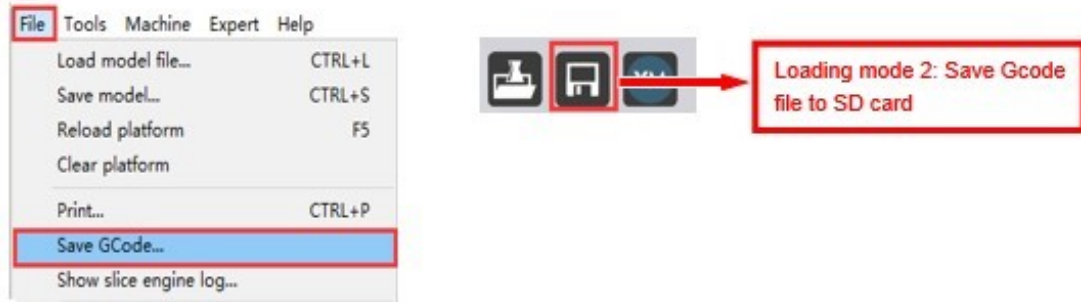 File Tools Machine Expert Help
Load model file... CTRL+L
Save model... CTRL+S
Reload platform F5
Clear platform
Print... CTRL+P
Save GCode...
Show slice engine log...
Loading mode 2: Save Gcode
file to SD card